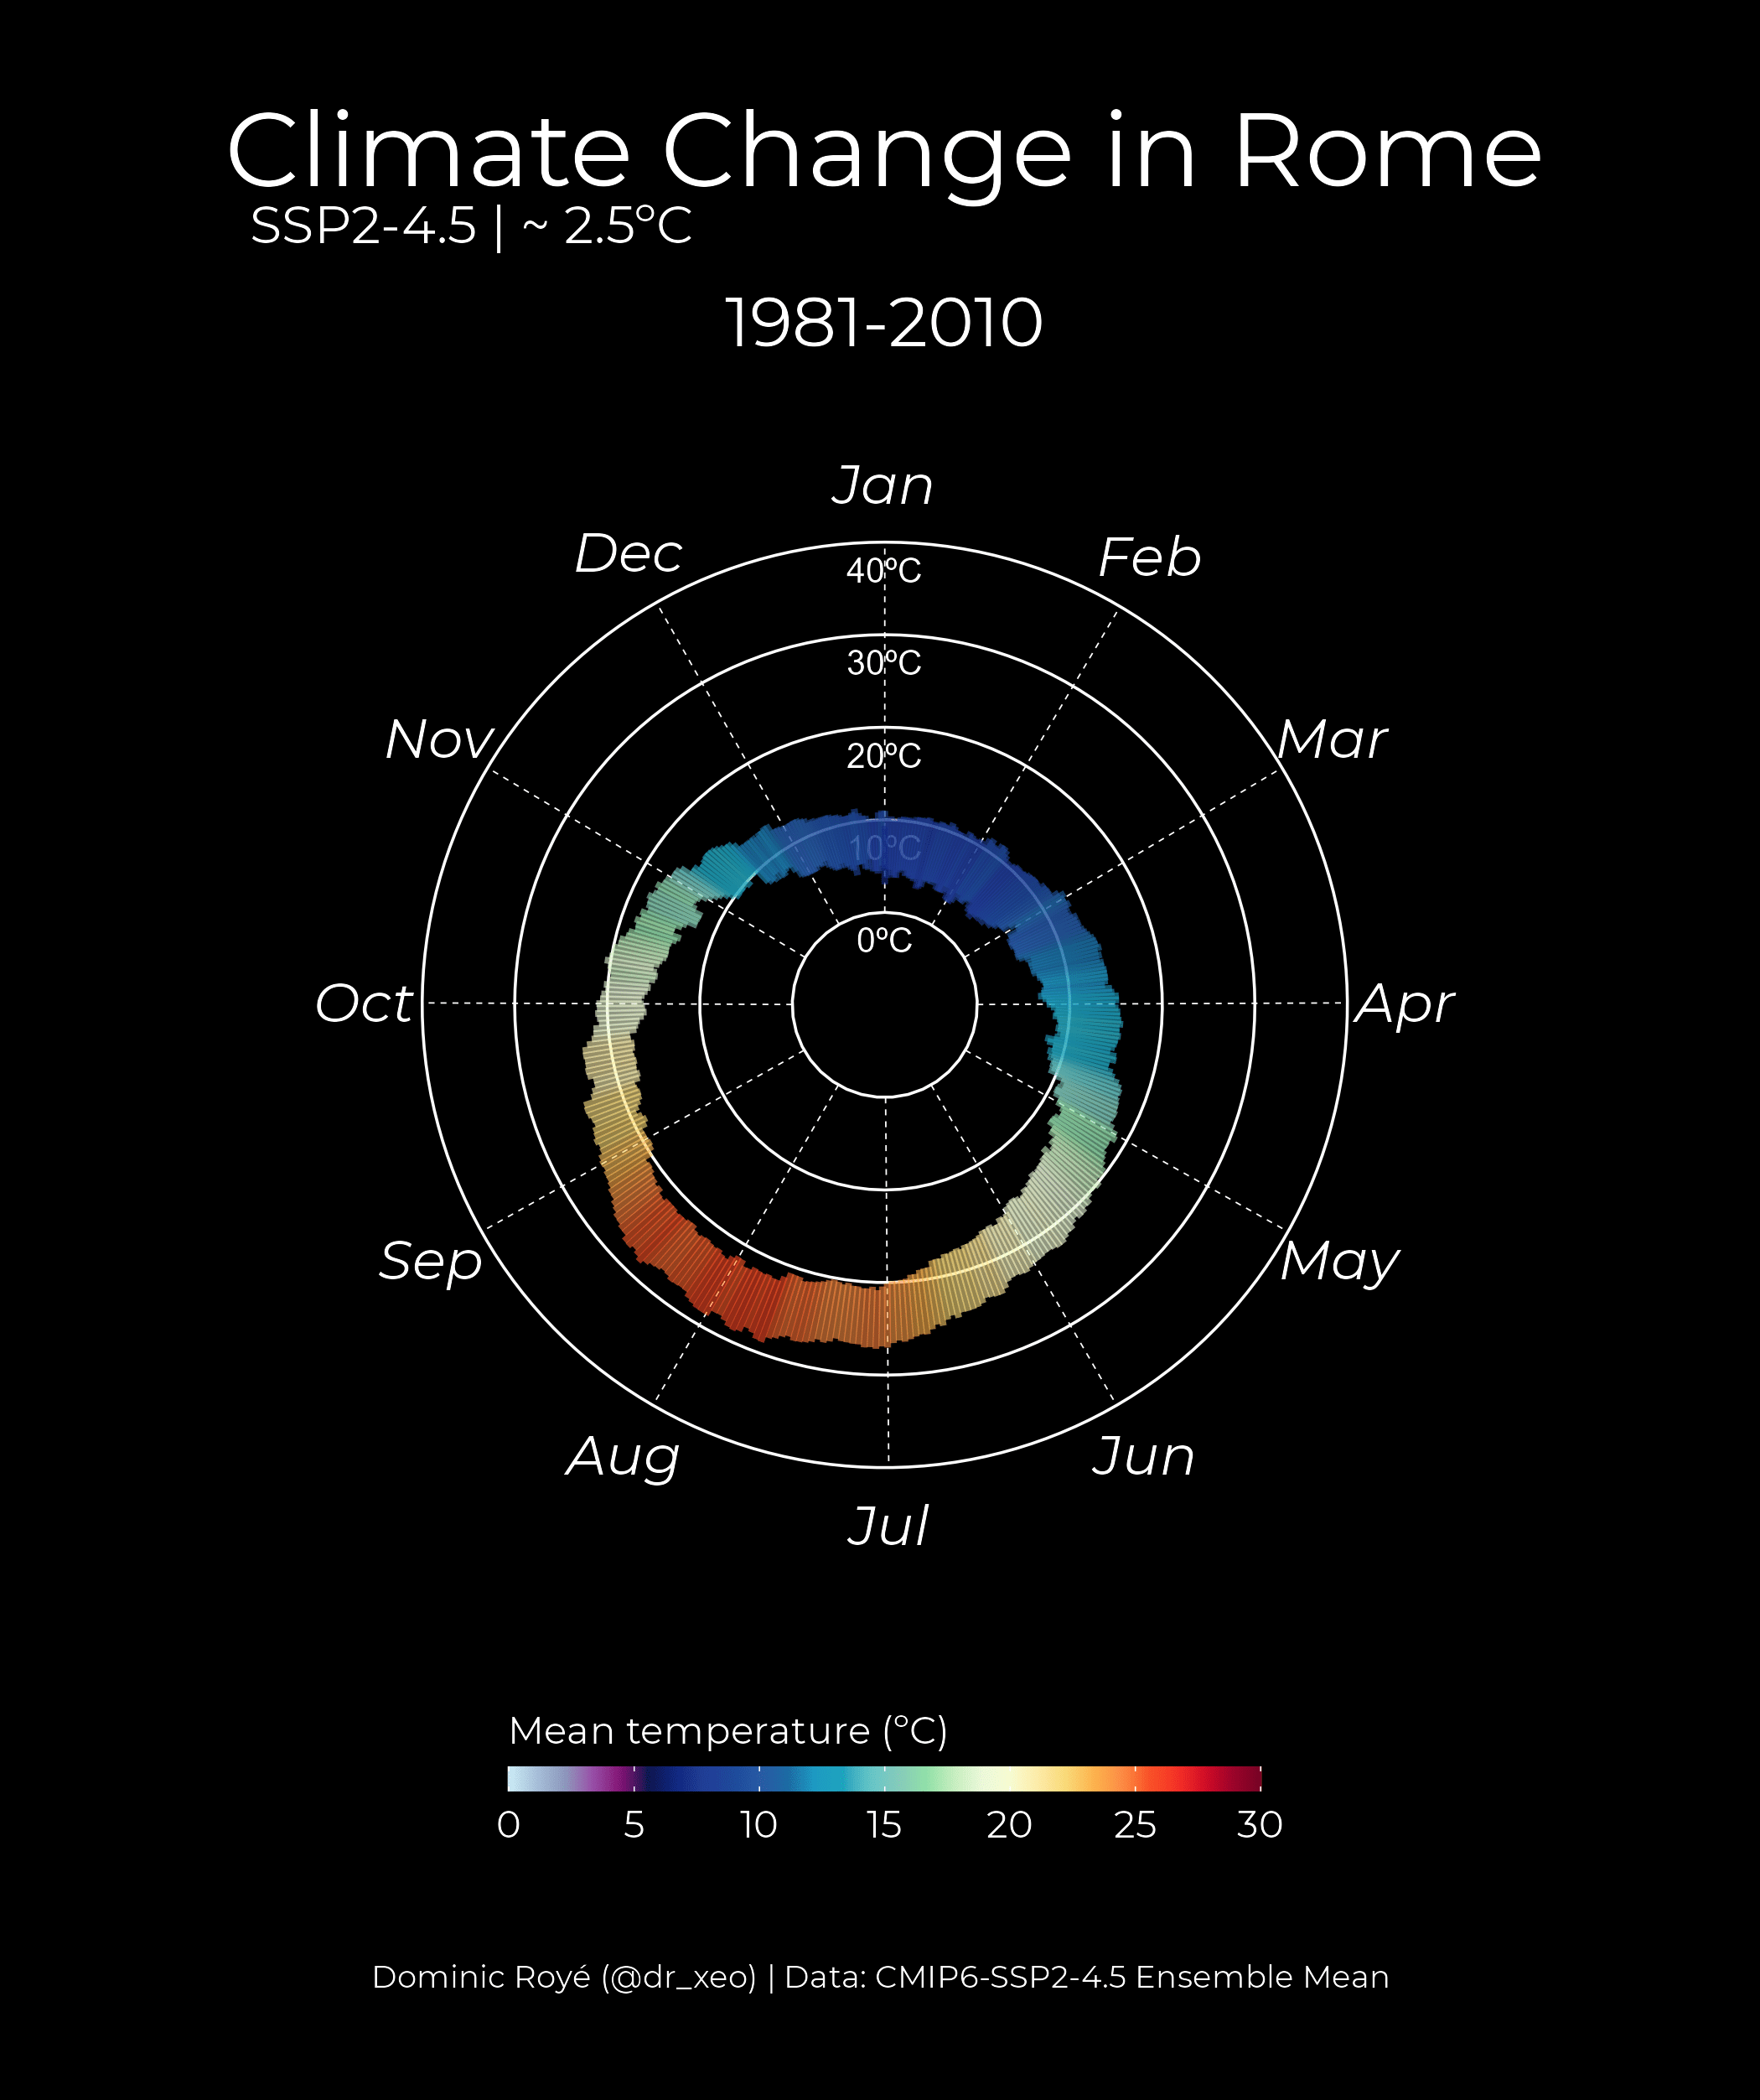 Climate Change in Rome
SSP2-4.5 | ~ 2.5ºC
1981-2010
Jan
Dec
Feb
40ºC
30ºC
Nov
Mar
20ºC
10ºC
0ºC
Oct
Apr
Sep
May
Aug
Jun
Jul
Mean temperature (ºC)
0 5 10 15 20 25 30
Dominic Royé (@dr_xeo) | Data: CMIP6-SSP2-4.5 Ensemble Mean